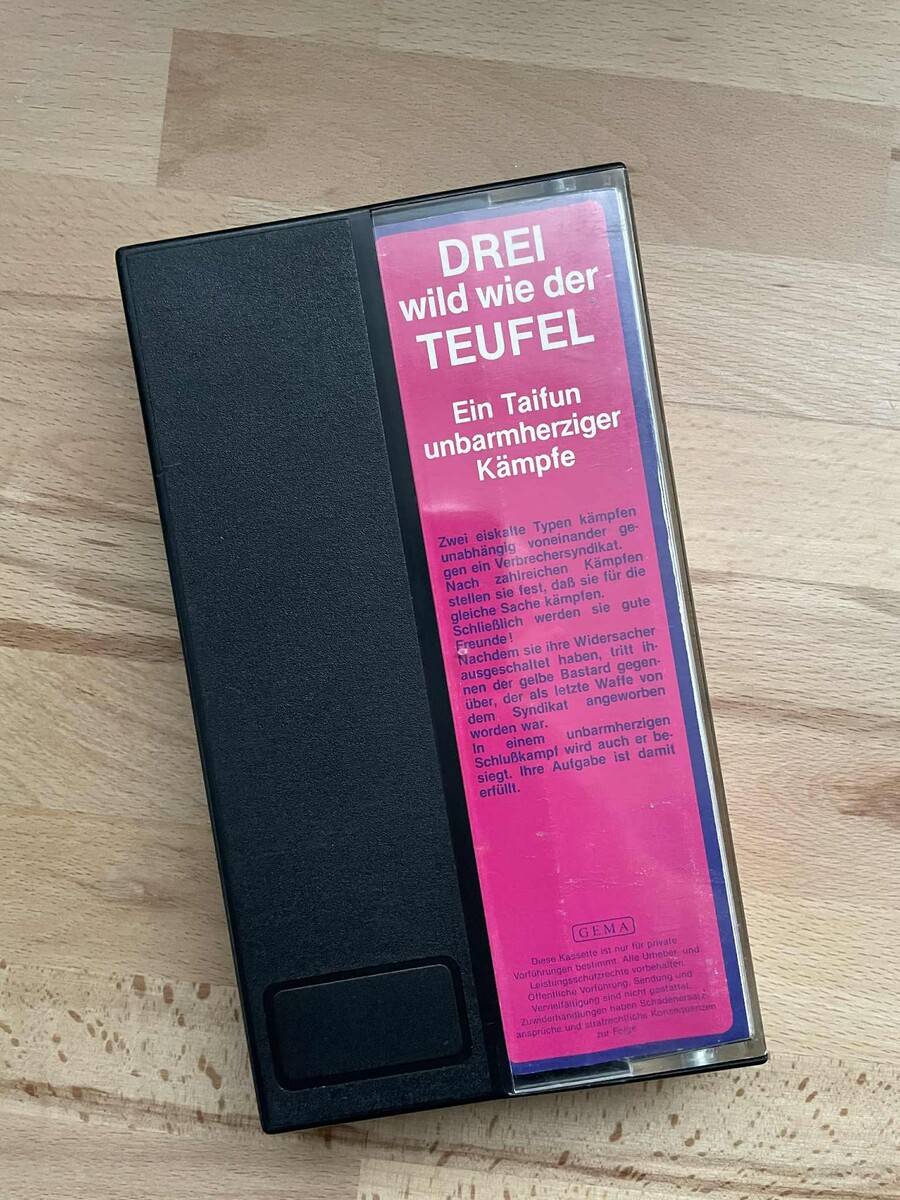 DREI
wild wie der
TEUFEL
Ein Taifun
unbarmherziger
Kämpfe
Zwei eiskalte Typen kämpfen
unabhängig voneinander ge-
gen ein Verbrechersyndikat.
Nach zahlreichen Kämpfen
stellen sie fest, daß sie für die
gleiche Sache kämpfen.
Schließlich werden sie gute
Freunde!
Nachdem sie ihre Widersacher
ausgeschaltet haben, tritt ih-
nen der gelbe Bastard gegen-
über, der als letzte Waffe von
dem Syndikat angeworben
worden war.
In einem unbarmherzigen
Schlußkampf wird auch er be-
siegt. Ihre Aufgabe ist damit
erfüllt.
GEMA
Diese Kassette ist nur für private
Vorführungen bestimmt. Alle Urheber- und
Leistungsschutzrechte vorbehalten.
Öffentliche Vorführung, Sendung und
Vervielfältigung sind nicht gestattet.
Zuwiderhandlungen haben Schadenersatz-
ansprüche und strafrechtliche Konsequenzen
zur Folge.